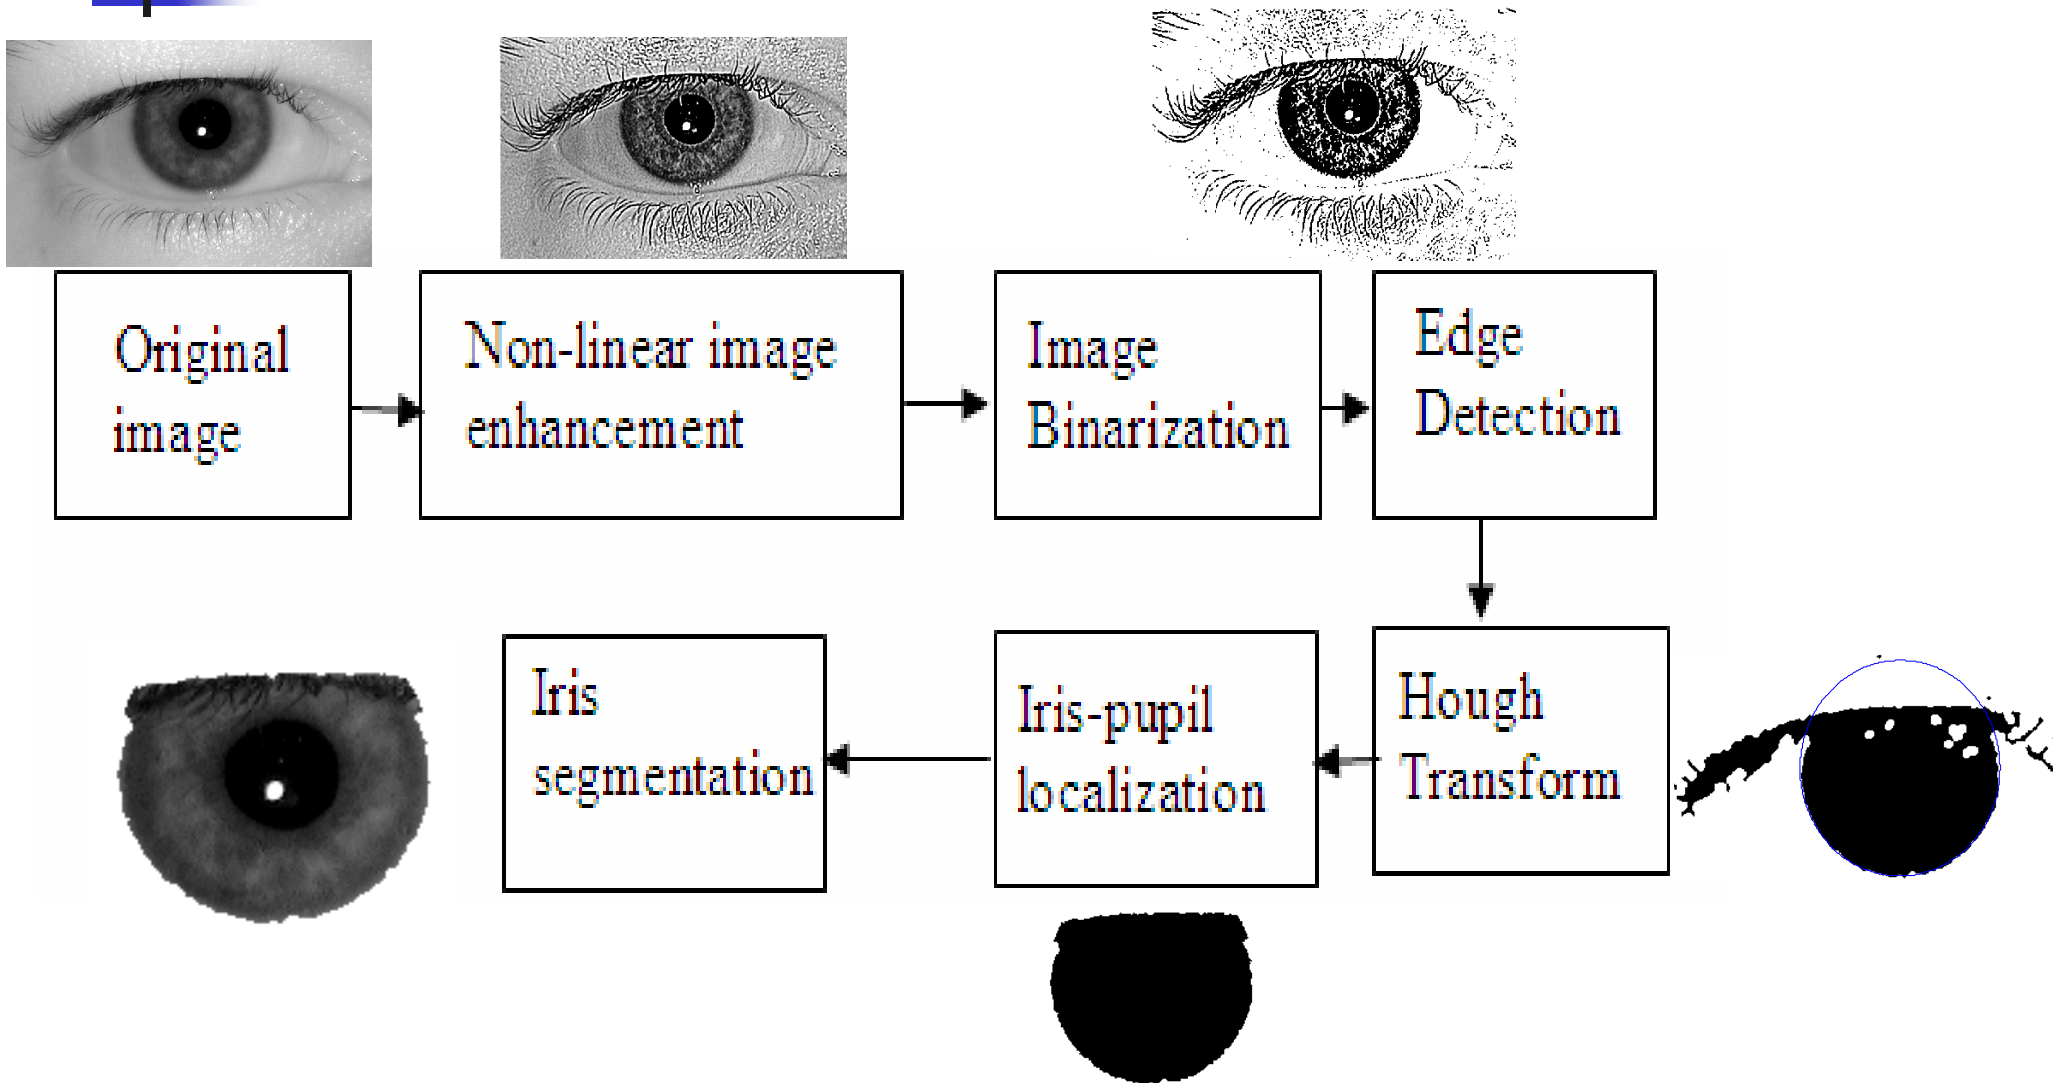 Original
image
Non-linear image
enhancement
Image
Binarization
Edge
Detection
Hough
Transform
Iris-pupil
localization
Iris
segmentation